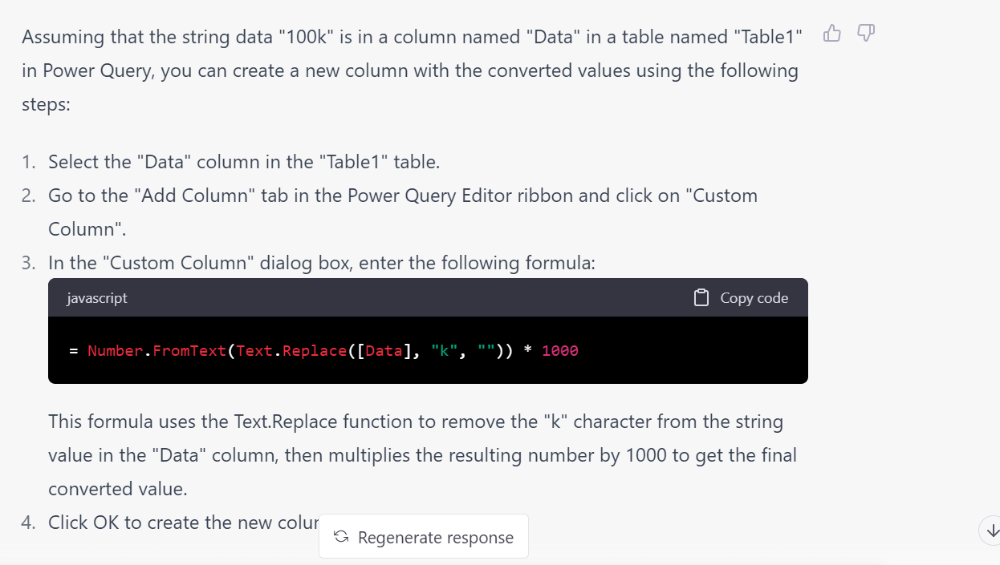 Assuming that the string data "100k" is in a column named "Data" in a table named "Table1"
in Power Query, you can create a new column with the converted values using the following
steps:
1. Select the "Data" column in the "Table1" table.
2. Go to the "Add Column" tab in the Power Query Editor ribbon and click on "Custom
Column".
3. In the "Custom Column" dialog box, enter the following formula:
javascript Copy code
= Number.FromText(Text.Replace([Data], "k", "")) * 1000
This formula uses the Text.Replace function to remove the "k" character from the string
value in the "Data" column, then multiplies the resulting number by 1000 to get the final
converted value.
4. Click OK to create the new
Regenerate response